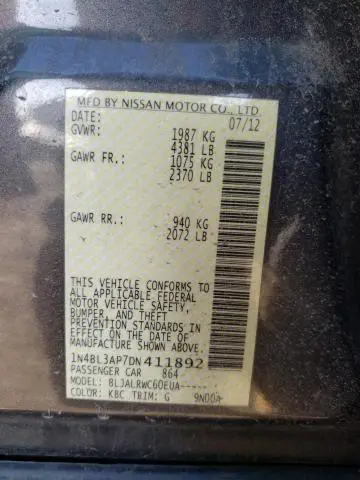 MFD BY NISSAN MOTOR CO., LTD.
DATE: 07/12
GVWR: 1987 KG
4381 LB
GAWR FR.: 1075 KG
2370 LB
GAWR RR.: 940 KG
2072 LB
THIS VEHICLE CONFORMS TO
ALL APPLICABLE FEDERAL
MOTOR VEHICLE SAFETY,
BUMPER, AND THEFT
PREVENTION STANDARDS IN
EFFECT ON THE DATE OF
MANUFACTURE SHOWN ABOVE.
1N4BL3AP7DN411892
PASSENGER CAR 864
MODEL: BLJALRWC60EUA-----
COLOR: KBC TRIM: G 9N00A